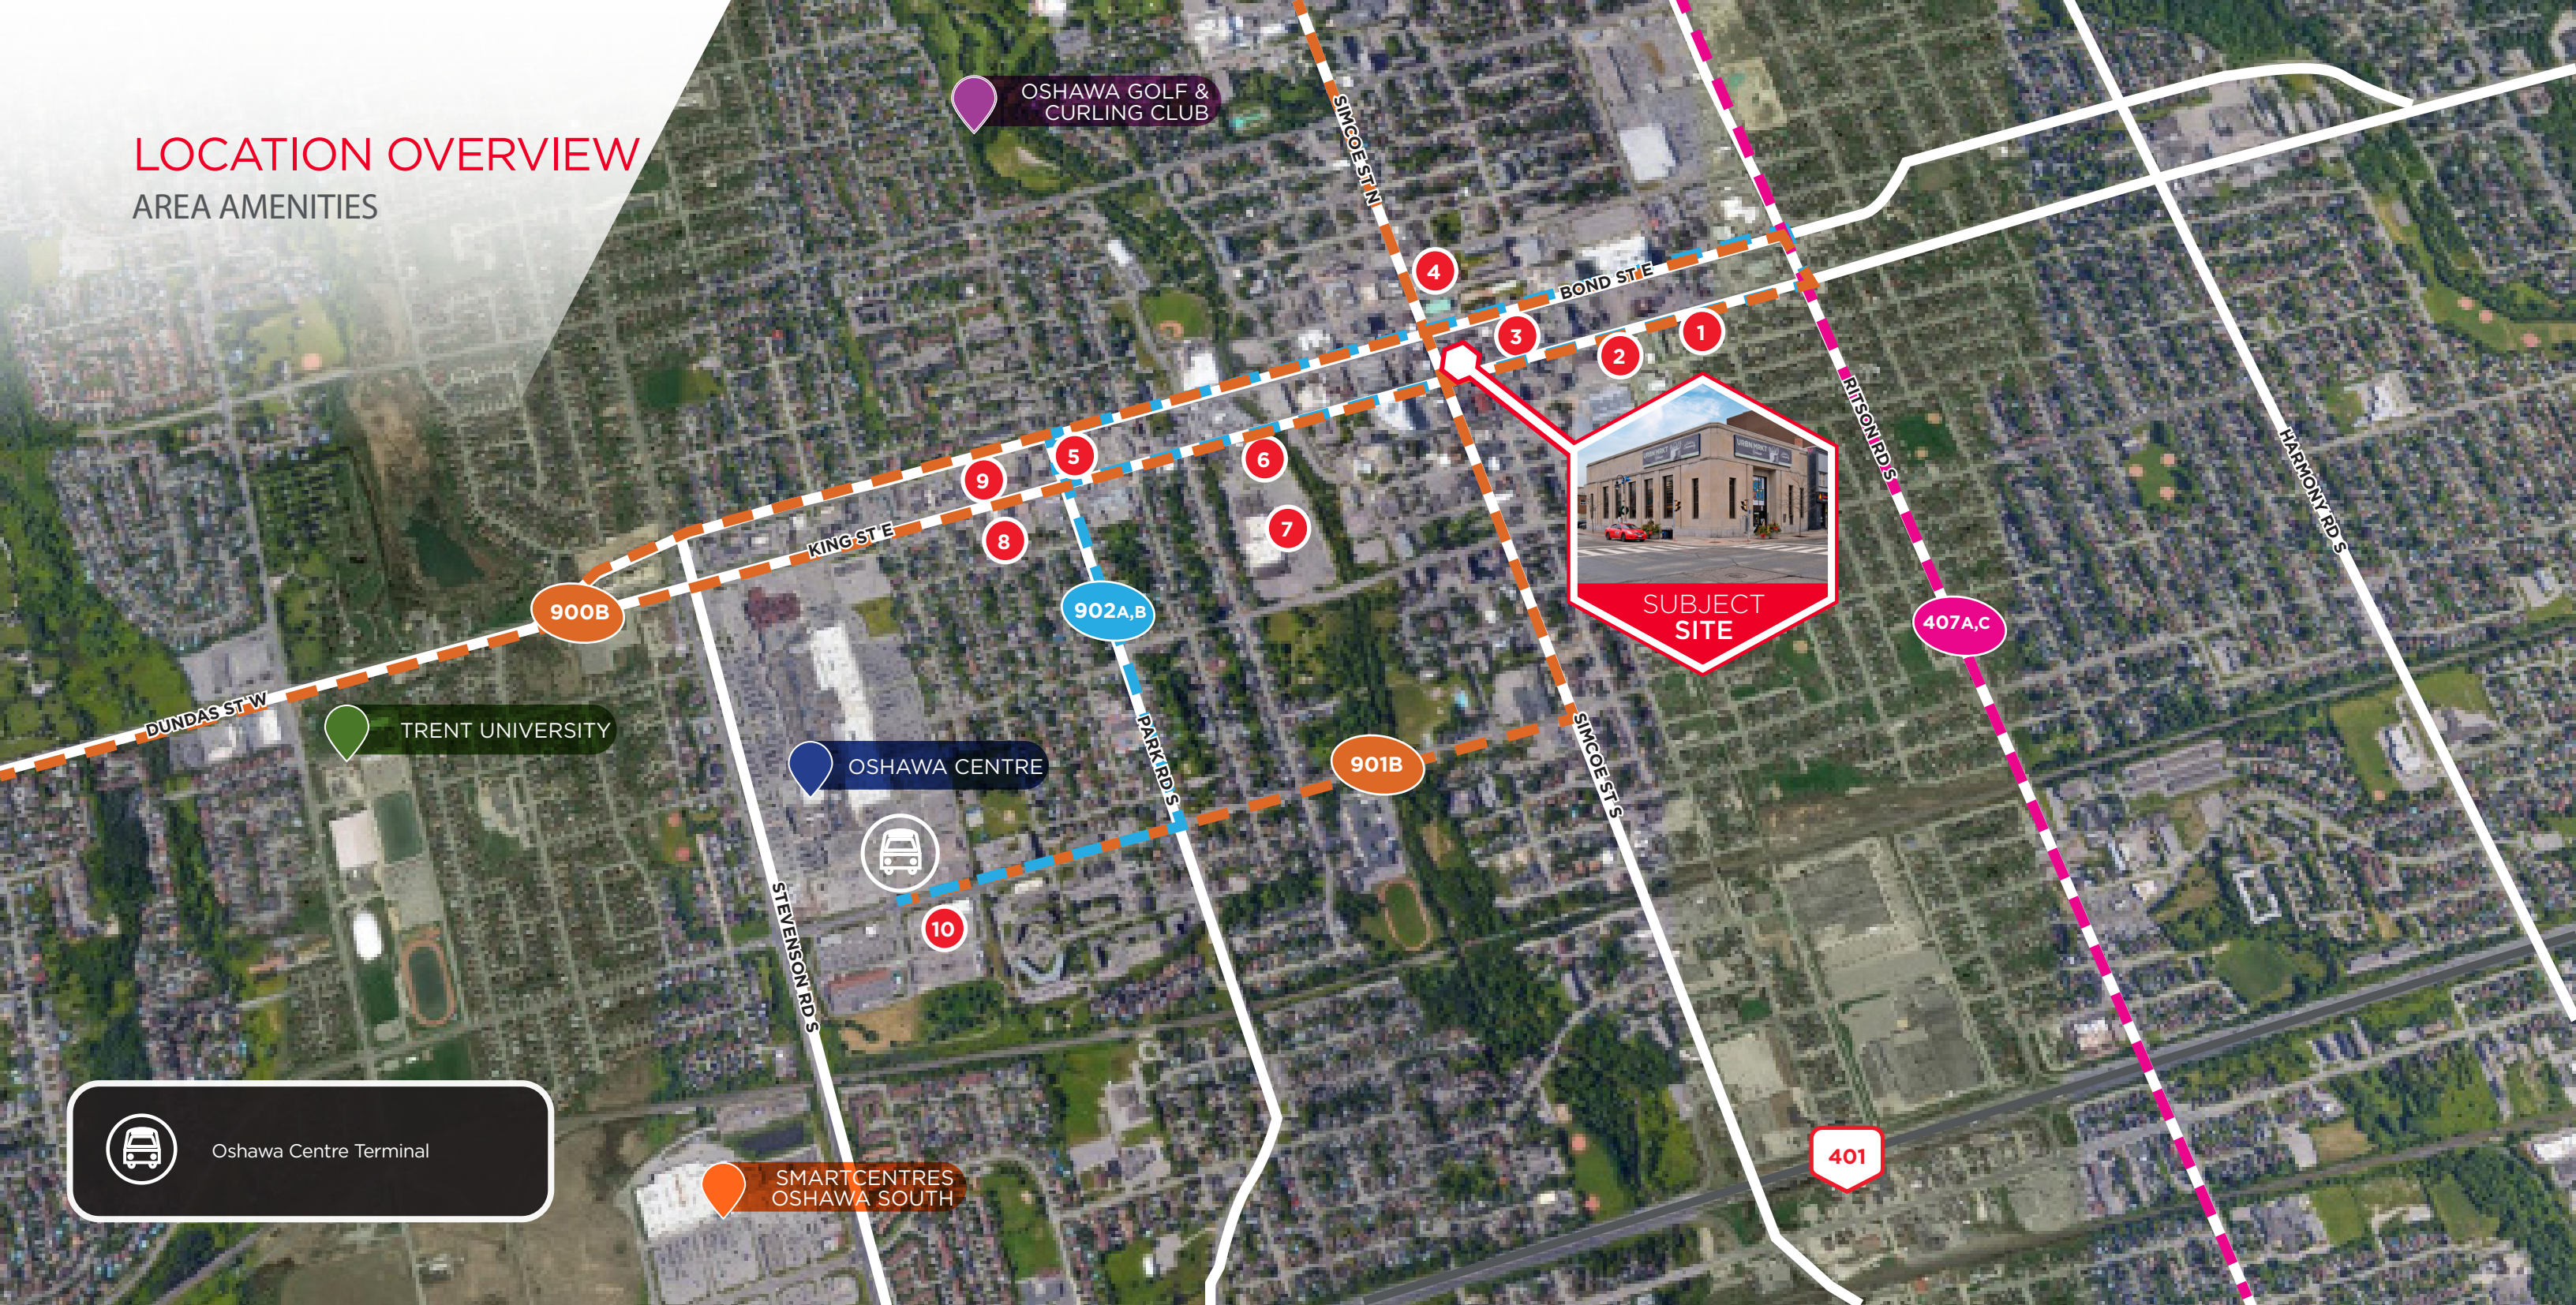 LOCATION OVERVIEW
AREA AMENITIES
OSHAWA GOLF &
CURLING CLUB
SIMCOE ST N
4
BOND ST E
3
1
2
RITSON RD S
HARMONY RD S
5
6
9
7
8
KING ST E
900B
902A,B
SUBJECT
SITE
407A,C
DUNDAS ST W
TRENT UNIVERSITY
OSHAWA CENTRE
PARK RD S
901B
SIMCOE ST S
10
STEVENSON RD S
Oshawa Centre Terminal
401
SMARTCENTRES
OSHAWA SOUTH